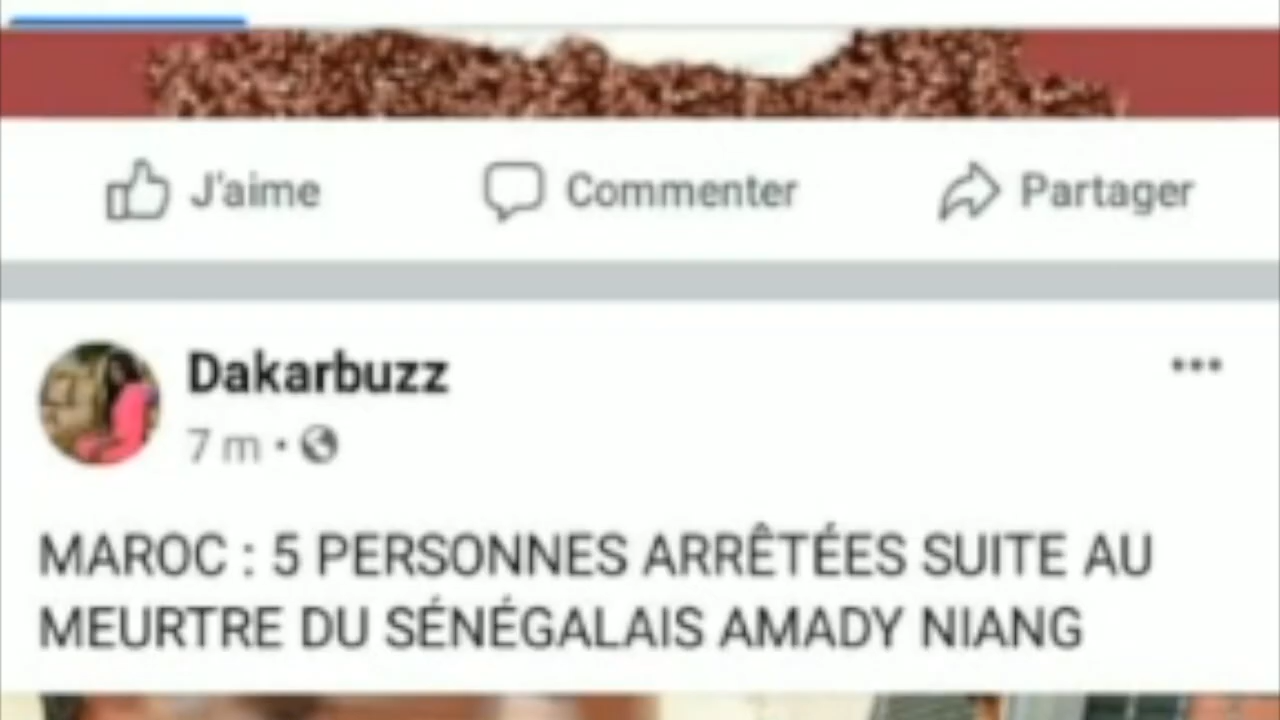 J'aime Commenter Partager
Dakarbuzz
7 m •
MAROC : 5 PERSONNES ARRÊTÉES SUITE AU
MEURTRE DU SÉNÉGALAIS AMADY NIANG